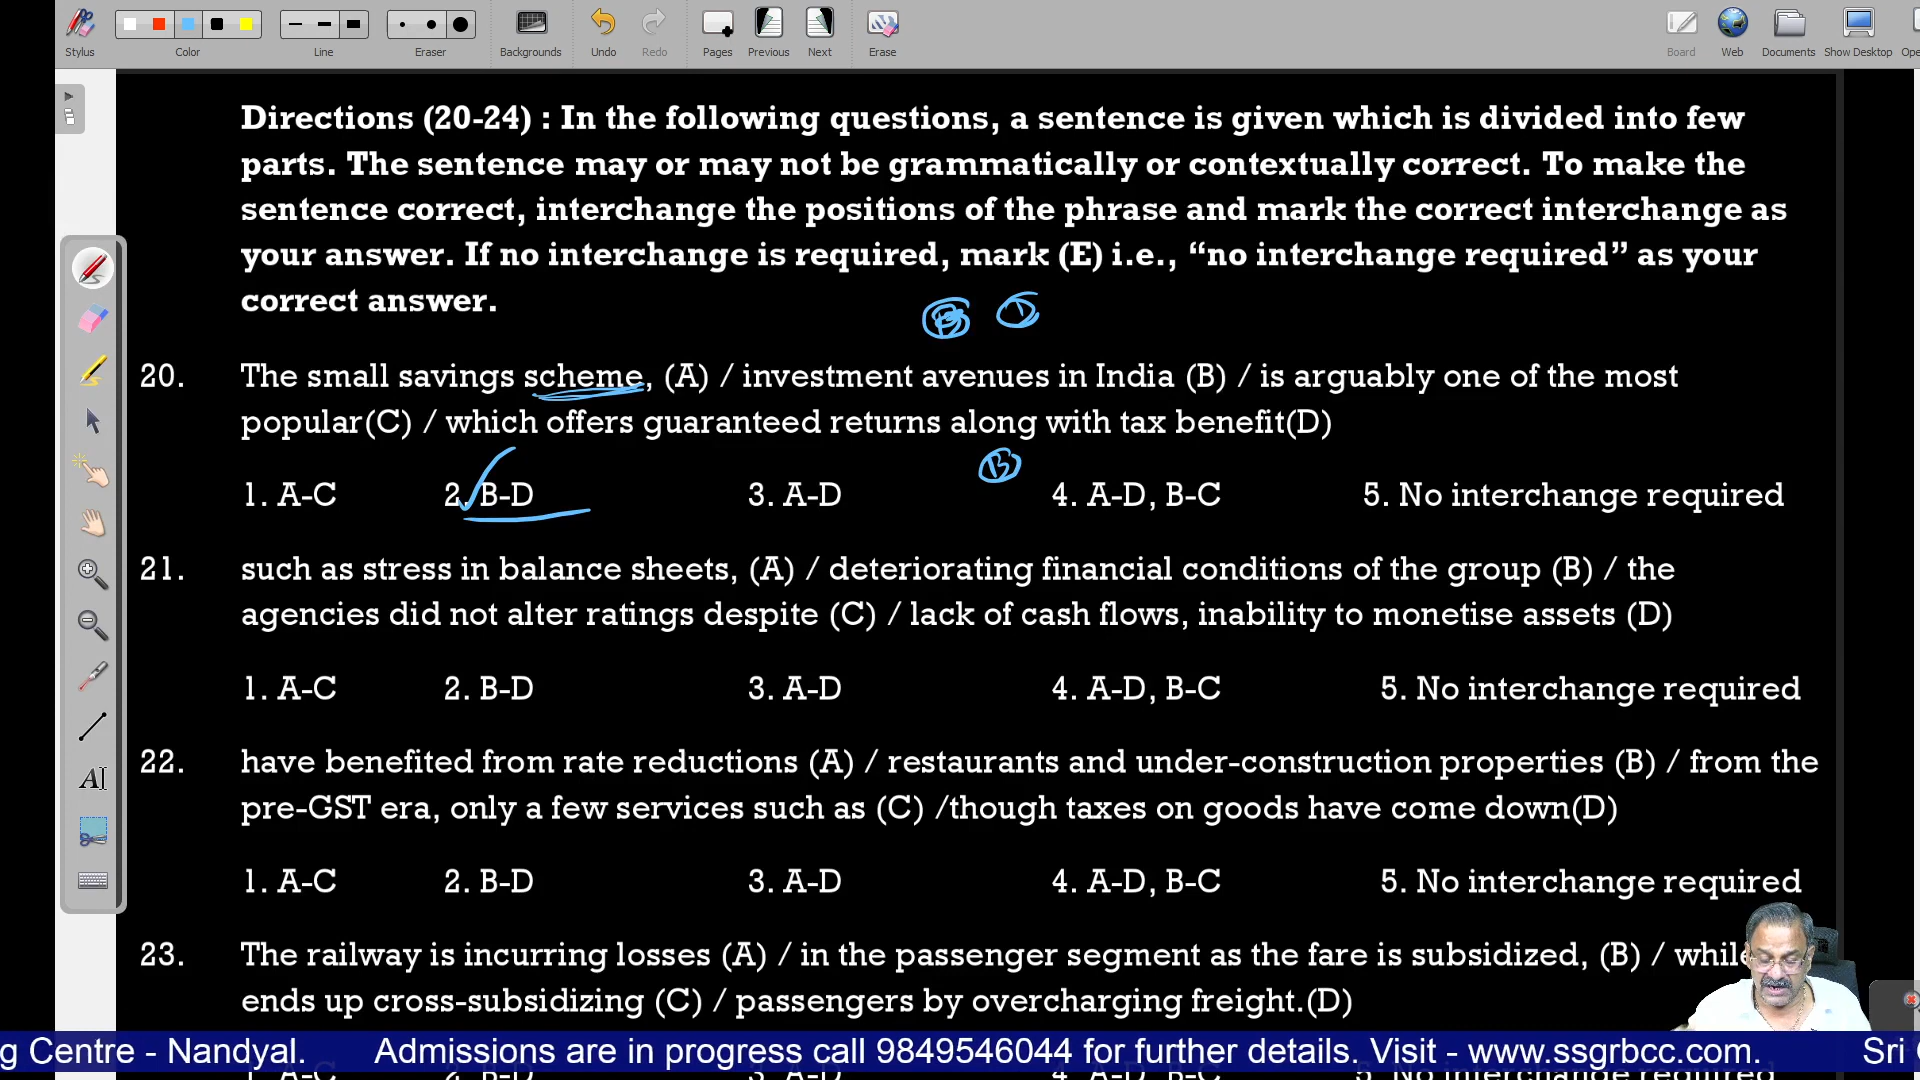 Stylus
Color
Line
Eraser
Backgrounds
Undo
Redo
Pages
Previous
Next
Erase
Board
Web
Documents
Show Desktop
Directions (20-24) : In the following questions, a sentence is given which is divided into few
parts. The sentence may or may not be grammatically or contextually correct. To make the
sentence correct, interchange the positions of the phrase and mark the correct interchange as
your answer. If no interchange is required, mark (E) i.e., “no interchange required” as your
correct answer.
20. The small savings scheme, (A) / investment avenues in India (B) / is arguably one of the most
popular(C) / which offers guaranteed returns along with tax benefit(D)
B
1. A-C 2. B-D 3. A-D 4. A-D, B-C 5. No interchange required
21. such as stress in balance sheets, (A) / deteriorating financial conditions of the group (B) / the
agencies did not alter ratings despite (C) / lack of cash flows, inability to monetise assets (D)
1. A-C 2. B-D 3. A-D 4. A-D, B-C 5. No interchange required
22. have benefited from rate reductions (A) / restaurants and under-construction properties (B) / from the
pre-GST era, only a few services such as (C) /though taxes on goods have come down(D)
1. A-C 2. B-D 3. A-D 4. A-D, B-C 5. No interchange required
23. The railway is incurring losses (A) / in the passenger segment as the fare is subsidized, (B) / while
ends up cross-subsidizing (C) / passengers by overcharging freight.(D)
g Centre - Nandyal. Admissions are in progress call 9849546044 for further details. Visit - www.ssgrbcc.com. Sri